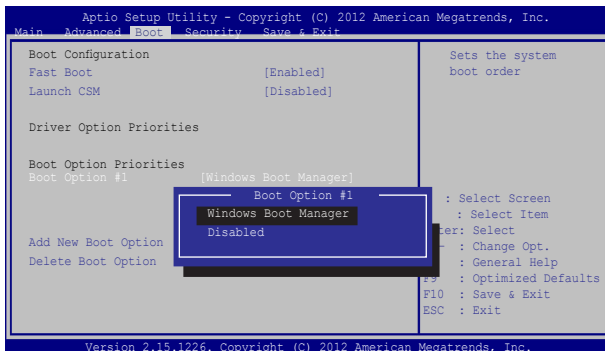 Aptio Setup Utility - Copyright (C) 2012 American Megatrends, Inc.
Main Advanced Boot Security Save & Exit
Boot Configuration
Fast Boot [Enabled]
Launch CSM [Disabled]
Driver Option Priorities
Boot Option Priorities
Boot Option #1 [Windows Boot Manager]
Boot Option #1
Windows Boot Manager
Disabled
Add New Boot Option
Delete Boot Option
Sets the system
boot order
: Select Screen
: Select Item
er: Select
: Change Opt.
: General Help
F9 : Optimized Defaults
F10 : Save & Exit
ESC : Exit
Version 2.15.1226. Copyright (C) 2012 American Megatrends, Inc.